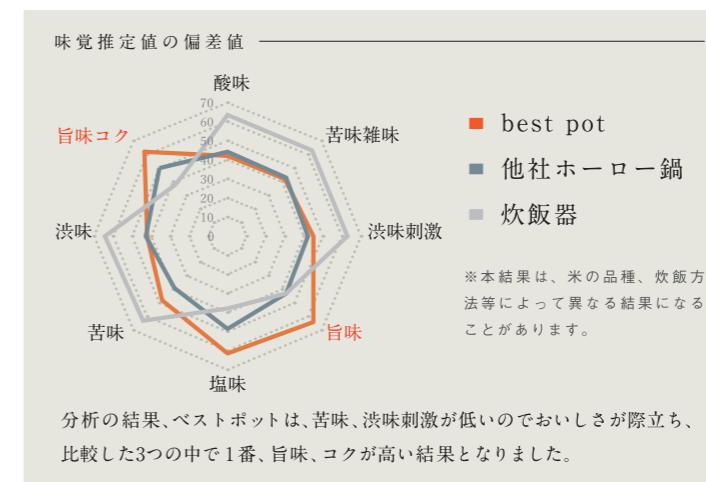 味覚推定値の偏差値
酸味
70
60
50
40
30
20
10
0
旨味コク
苦味雑味
渋味
渋味刺激
苦味
旨味
塩味
best pot
他社ホーロー鍋
炊飯器
※本結果は、米の品種、炊飯方
法等によって異なる結果になる
ことがあります。
分析の結果、ベストポットは、苦味、渋味刺激が低いのでおいしさが際立ち、
比較した3つの中で1番、旨味、コクが高い結果となりました。